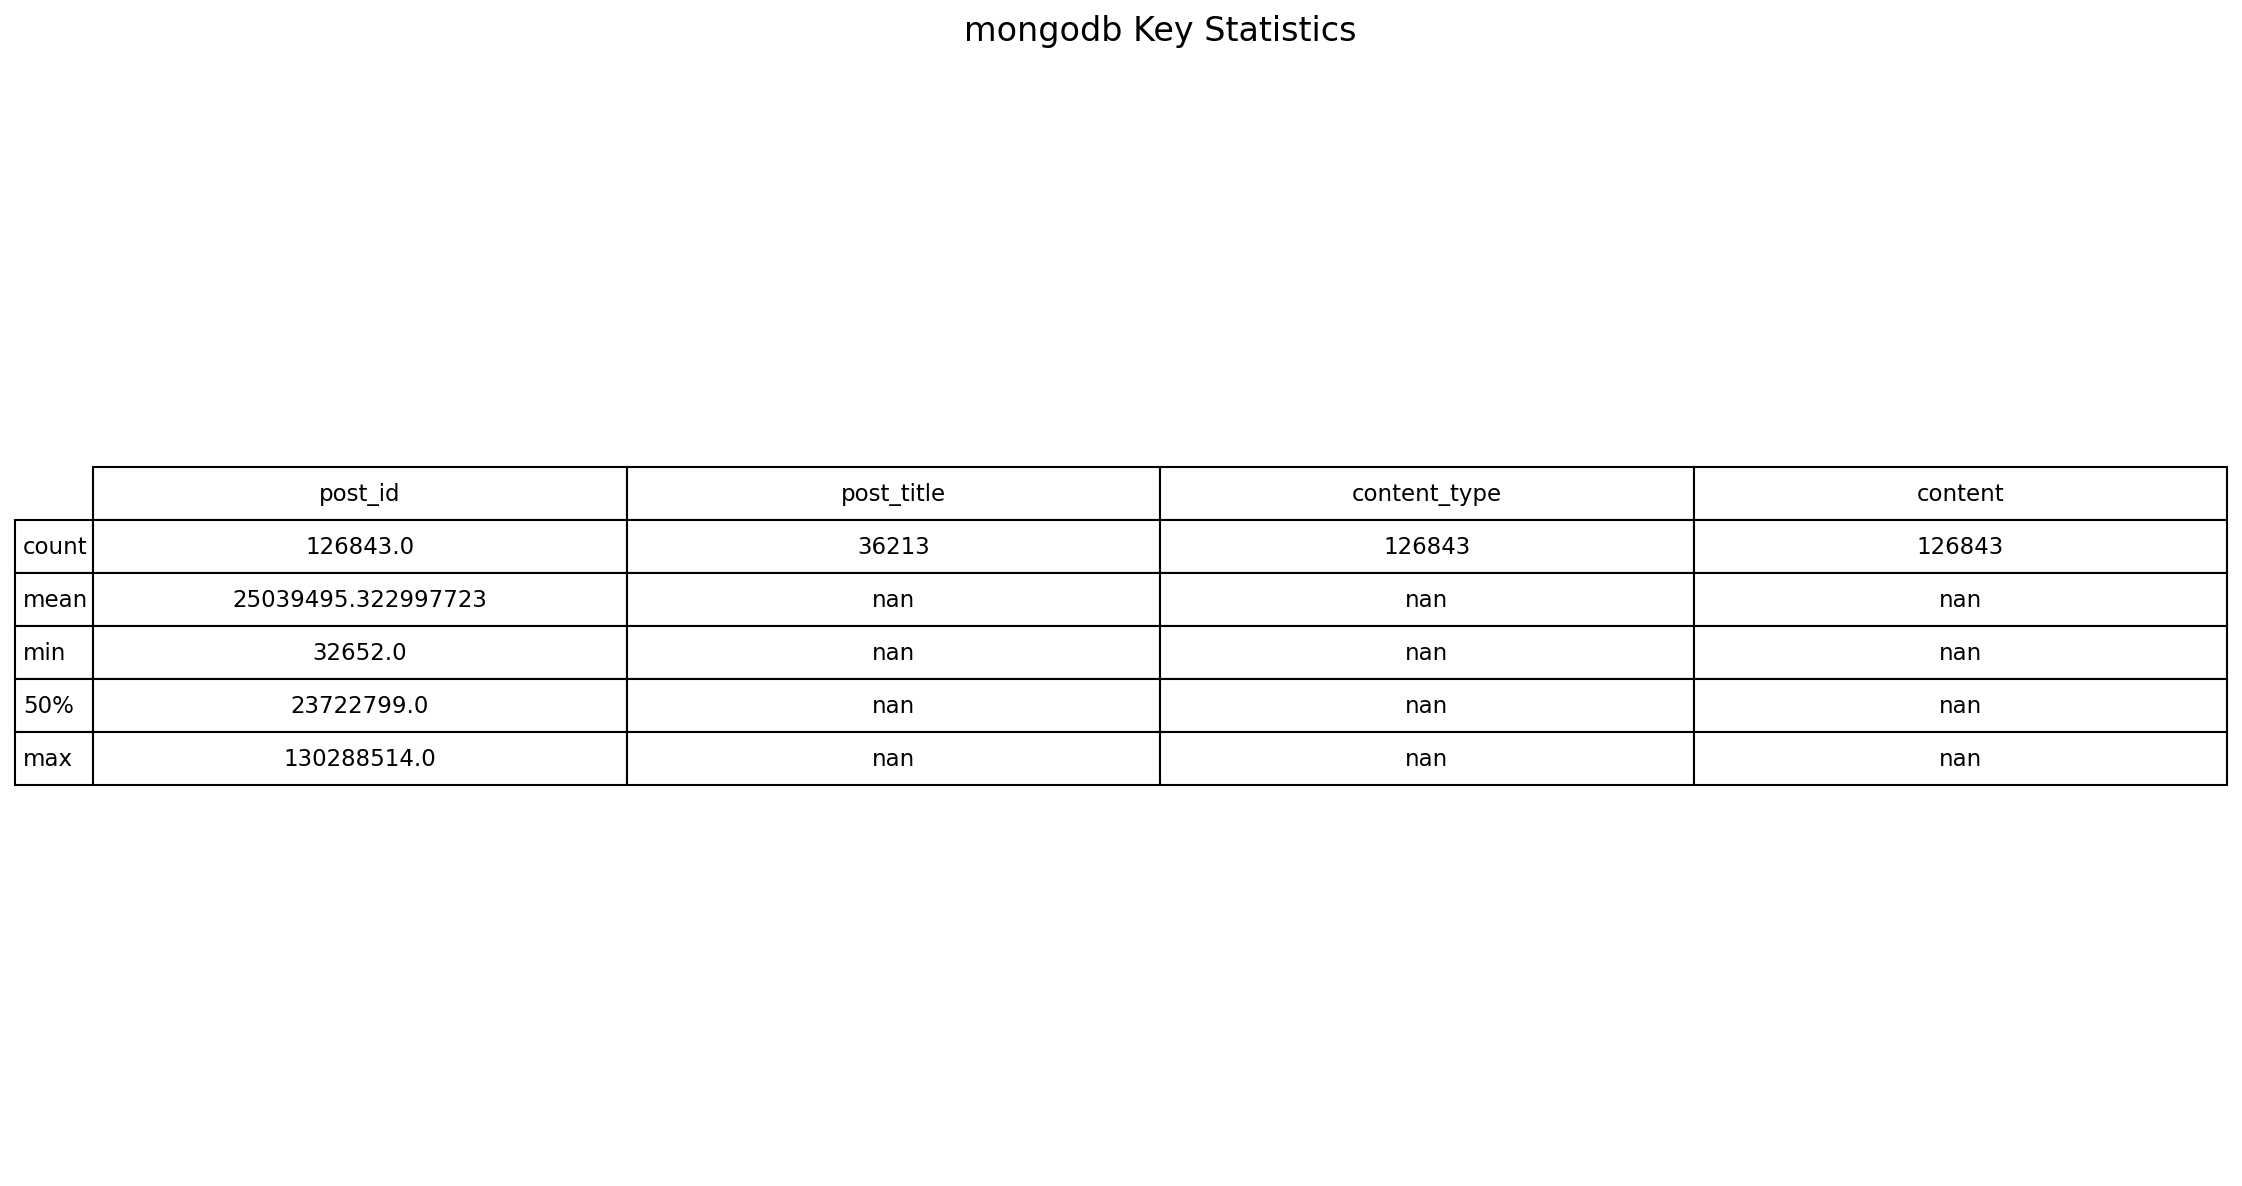 mongodb Key Statistics
post_id post_title content_type content
count 126843.0 36213 126843 126843
mean 25039495.322997723 nan nan nan
min 32652.0 nan nan nan
50% 23722799.0 nan nan nan
max 130288514.0 nan nan nan